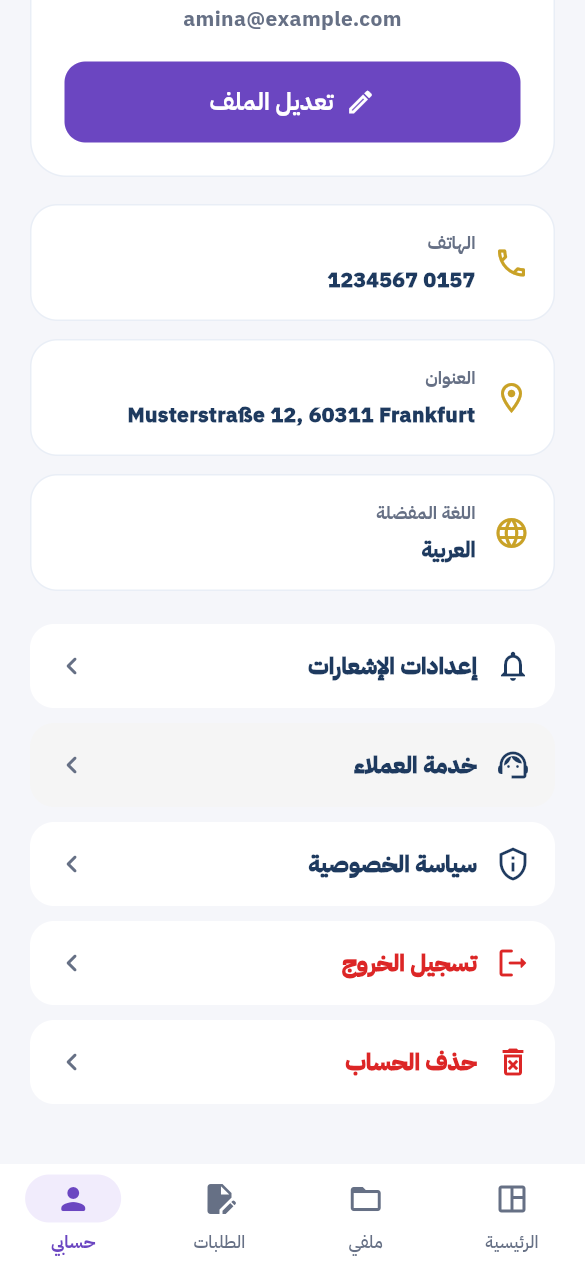 amina@example.com
تعديل الملف
الهاتف
1234567 0157
العنوان
Musterstraße 12, 60311 Frankfurt
اللغة المفضلة
العربية
إعدادات الإشعارات
خدمة العملاء
سياسة الخصوصية
تسجيل الخروج
حذف الحساب
الرئيسية
ملفي
الطلبات
حسابي